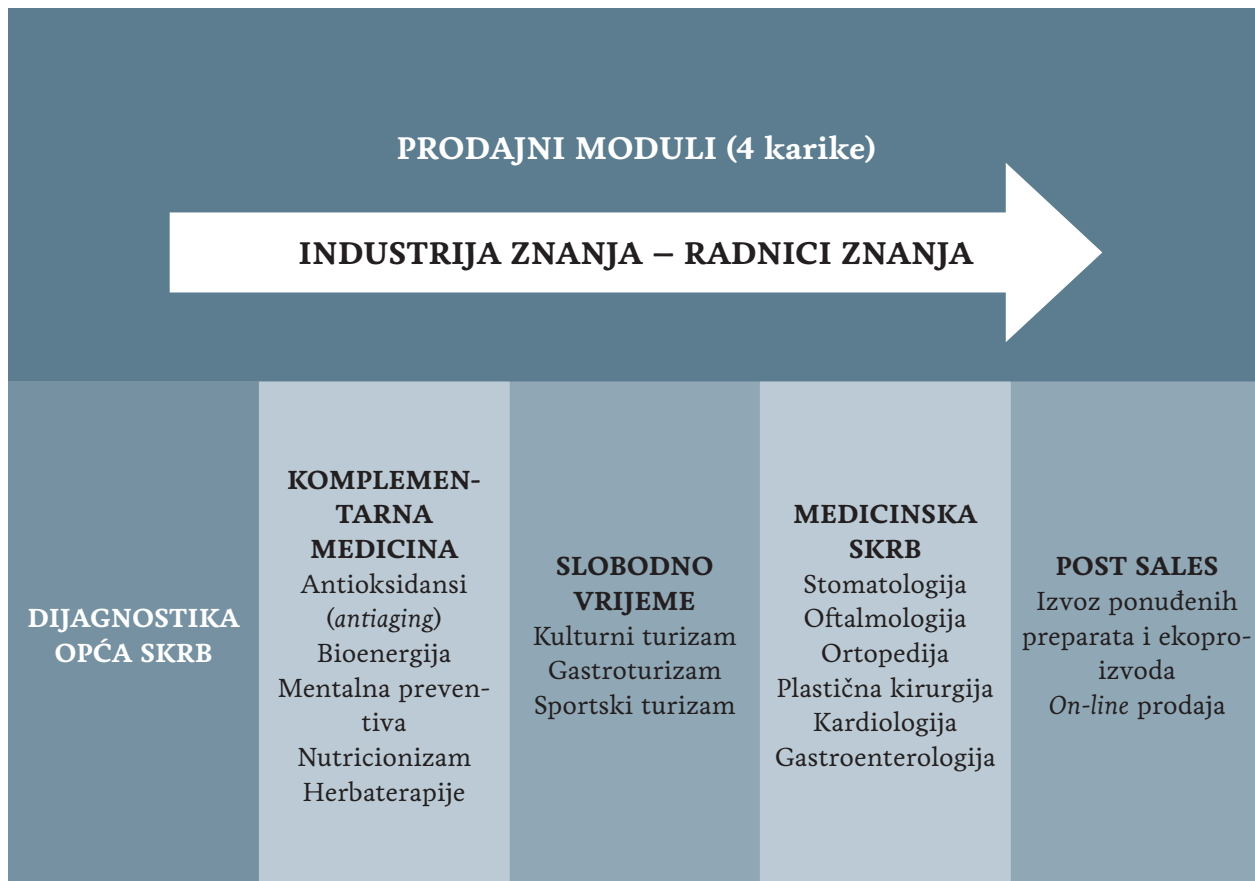 PRODAJNI MODULI (4 karike)
INDUSTRIJA ZNANJA – RADNICI ZNANJA
DIJAGNOSTIKA
OPĆA SKRB
KOMPLEMEN-
TARNA
MEDICINA
Antioksidansi
(antiaging)
Bioenergija
Mentalna preven-
tiva
Nutricionizam
Herbaterapije
SLOBODNO
VRIJEME
Kulturni turizam
Gastroturizam
Sportski turizam
MEDICINSKA
SKRB
Stomatologija
Oftalmologija
Ortopedija
Plastična kirurgija
Kardiologija
Gastroenterologija
POST SALES
Izvoz ponuđenih
preparata i ekopro-
izvoda
On-line prodaja